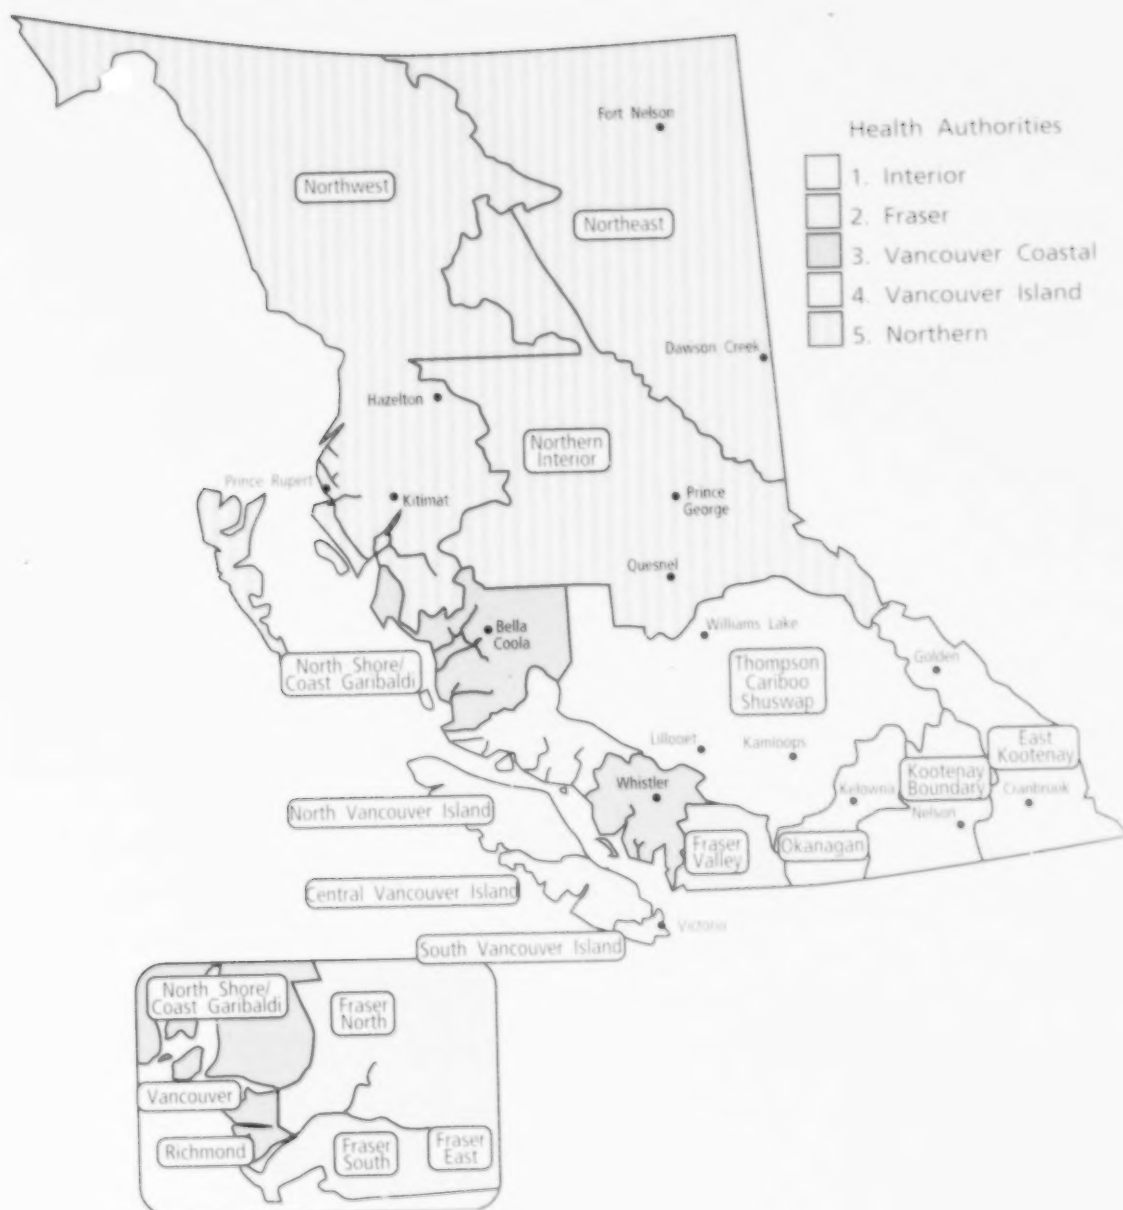 Fort Nelson
Health Authorities
1. Interior
2. Fraser
3. Vancouver Coastal
4. Vancouver Island
5. Northern
Northwest
Northeast
Dawson Creek
Hazelton
Northern
Interior
Prince Rupert
Kitimat
Prince
George
Quesnel
Bella
Coola
Williams Lake
North Shore/
Coast Garibaldi
Thompson
Cariboo
Shuswap
Golden
Lillooet
Kamloops
East
Kootenay
Whistler
Kelowna
Kootenay
Boundary
Cranbrook
North Vancouver Island
Nelson
Fraser
Valley
Okanagan
Central Vancouver Island
Victoria
South Vancouver Island
North Shore/
Coast Garibaldi
Fraser
North
Vancouver
Richmond
Fraser
South
Fraser
East